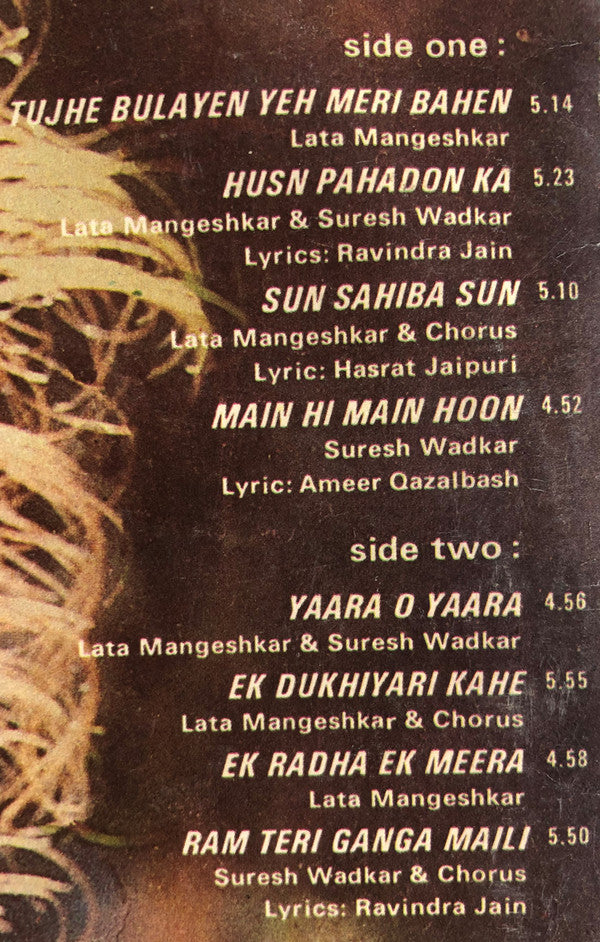 side one :
TUJHE BULAYEN YEH MERI BAHEN 5.14
Lata Mangeshkar
HUSN PAHADON KA 5.23
Lata Mangeshkar & Suresh Wadkar
Lyrics: Ravindra Jain
SUN SAHIBA SUN 5.10
Lata Mangeshkar & Chorus
Lyric: Hasrat Jaipuri
MAIN HI MAIN HOON 4.52
Suresh Wadkar
Lyric: Ameer Qazalbash
side two :
YAARA O YAARA 4.56
Lata Mangeshkar & Suresh Wadkar
EK DUKHIYARI KAHE 5.55
Lata Mangeshkar & Chorus
EK RADHA EK MEERA 4.58
Lata Mangeshkar
RAM TERI GANGA MAILI 5.50
Suresh Wadkar & Chorus
Lyrics: Ravindra Jain